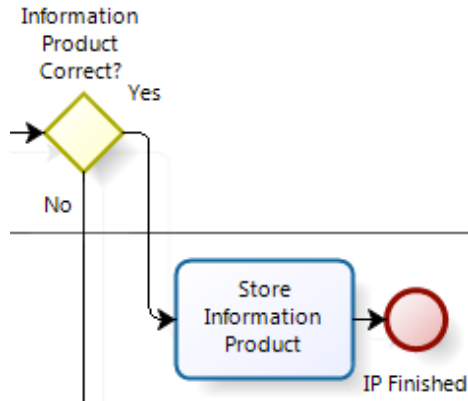 Information
Product
Correct?
Yes
No
Store
Information
Product
IP Finished